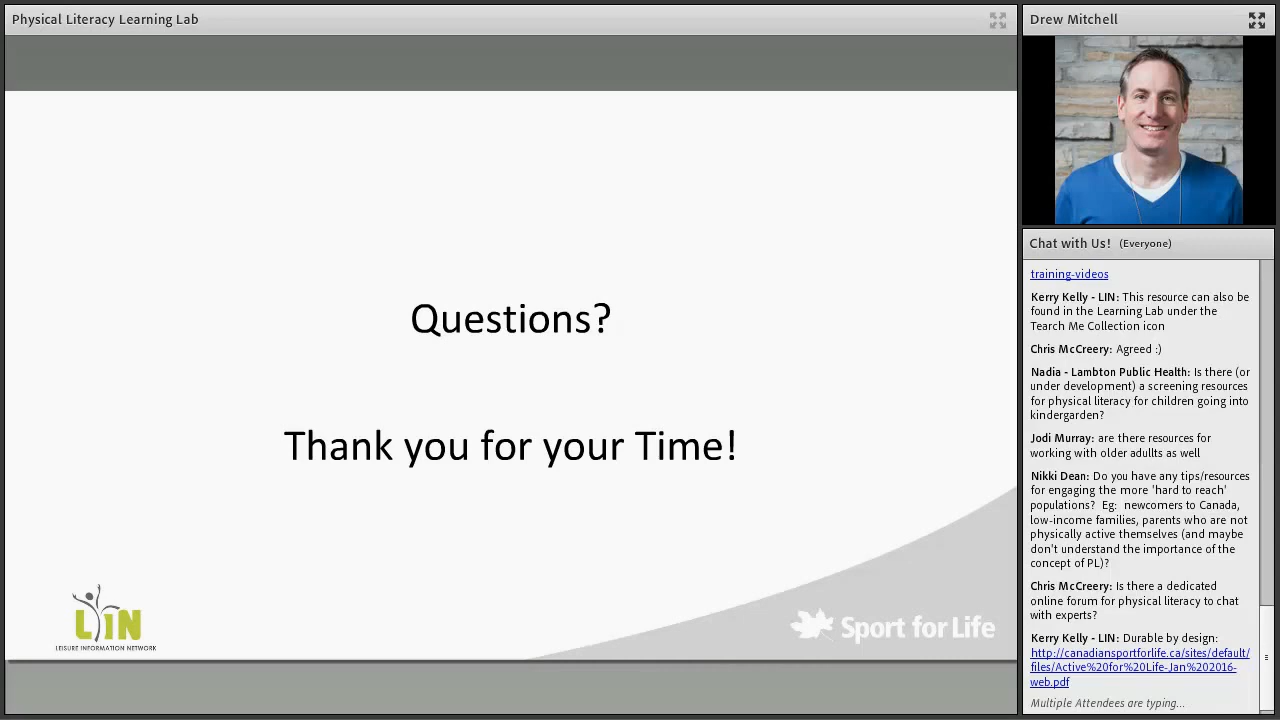 Physical Literacy Learning Lab
Questions?
Thank you for your Time!
LIN
LEISURE INFORMATION NETWORK
Sport for Life
Drew Mitchell
Chat with Us! (Everyone)
training-videos
Kerry Kelly - LIN: This resource can also be
found in the Learning Lab under the
Tearch Me Collection icon
Chris McCreery: Agreed :)
Nadia - Lambton Public Health: Is there (or
under development) a screening resources
for physical literacy for children going into
kindergarden?
Jodi Murray: are there resources for
working with older adullts as well
Nikki Dean: Do you have any tips/resources
for engaging the more 'hard to reach'
populations? Eg: newcomers to Canada,
low-income families, parents who are not
physically active themselves (and maybe
don't understand the importance of the
concept of PL)?
Chris McCreery: Is there a dedicated
online forum for physical literacy to chat
with experts?
Kerry Kelly - LIN: Durable by design:
http://canadiansportforlife.ca/sites/default/
files/Active%20for%20Life-Jan%202016-
web.pdf
Multiple Attendees are typing...